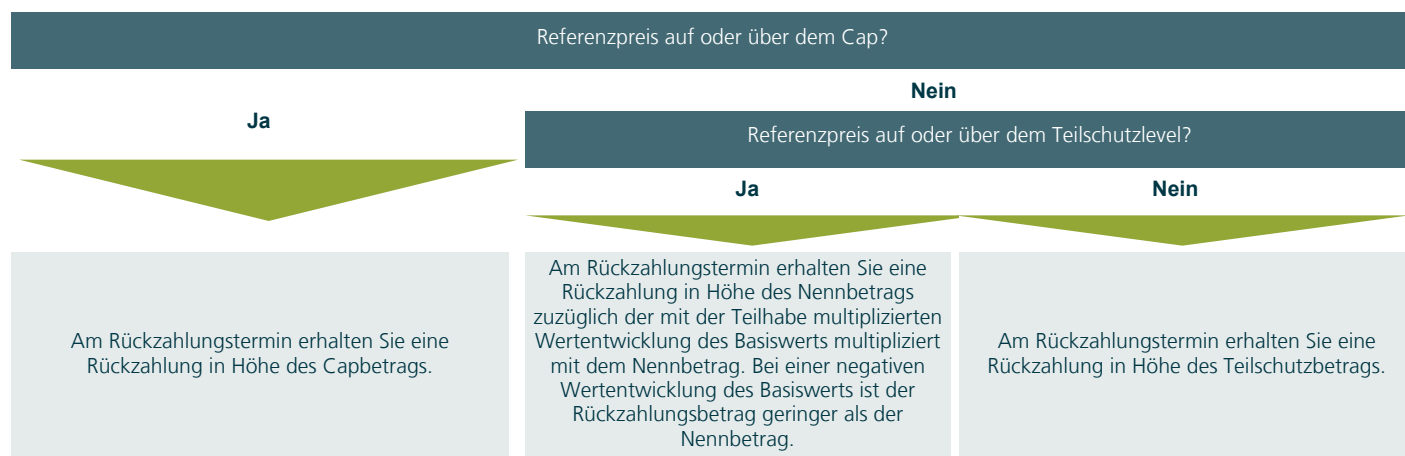 Referenzpreis auf oder über dem Cap?
Ja
Nein
Referenzpreis auf oder über dem Teilschutzlevel?
Ja
Nein
Am Rückzahlungstermin erhalten Sie eine
Rückzahlung in Höhe des Capbetrags.
Am Rückzahlungstermin erhalten Sie eine
Rückzahlung in Höhe des Nennbetrags
zuzüglich der mit der Teilhabe multiplizierten
Wertentwicklung des Basiswerts multipliziert
mit dem Nennbetrag. Bei einer negativen
Wertentwicklung des Basiswerts ist der
Rückzahlungsbetrag geringer als der
Nennbetrag.
Am Rückzahlungstermin erhalten Sie eine
Rückzahlung in Höhe des Teilschutzbetrags.